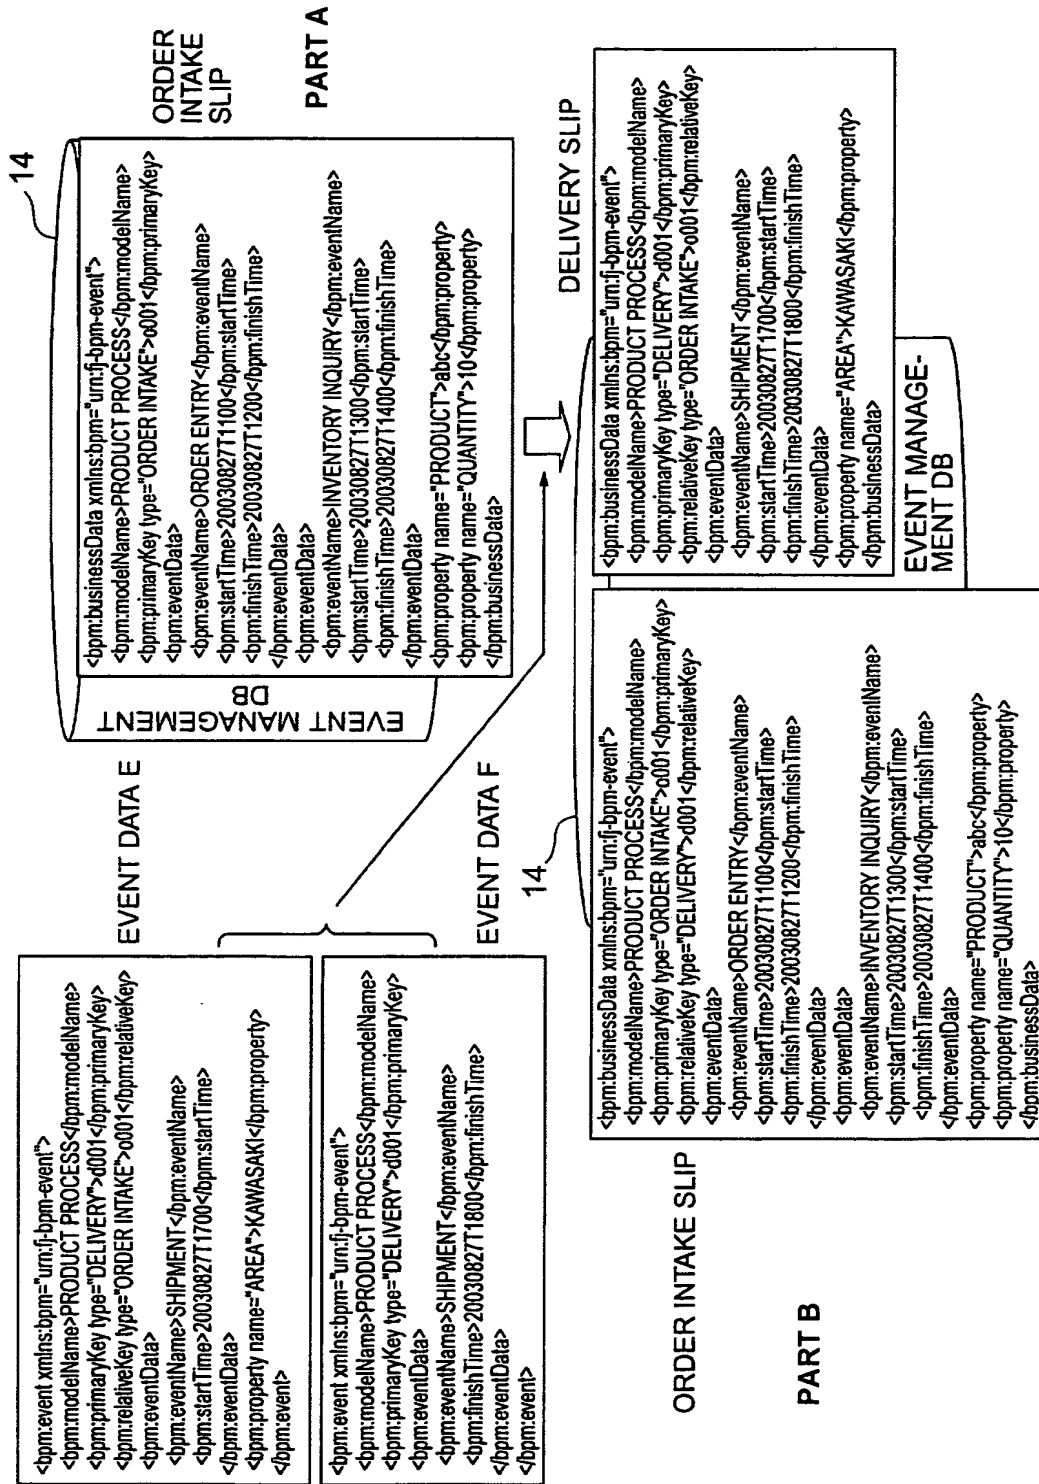 EVENT DATA E
<bpm:event xmlns:bpm="urn:fj-bpm-event">
<bpm:modelName>PRODUCT PROCESS</bpm:modelName>
<bpm:primaryKey type="DELIVERY">d001</bpm:primaryKey>
<bpm:relativeKey type="ORDER INTAKE">o001</bpm:relativeKey>
<bpm:eventData>
<bpm:eventName>SHIPMENT</bpm:eventName>
<bpm:startTime>20030827T1700</bpm:startTime>
</bpm:eventData>
<bpm:property name="AREA">KAWASAKI</bpm:property>
</bpm:event>
EVENT DATA F
<bpm:event xmlns:bpm="urn:fj-bpm-event">
<bpm:modelName>PRODUCT PROCESS</bpm:modelName>
<bpm:primaryKey type="DELIVERY">d001</bpm:primaryKey>
<bpm:eventData>
<bpm:eventName>SHIPMENT</bpm:eventName>
<bpm:finishTime>20030827T1800</bpm:finishTime>
</bpm:eventData>
</bpm:event>
14
ORDER
INTAKE
SLIP
PART A
EVENT MANAGEMENT
DB
<bpm:businessData xmlns:bpm="urn:fj-bpm-event">
<bpm:modelName>PRODUCT PROCESS</bpm:modelName>
<bpm:primaryKey type="ORDER INTAKE">o001</bpm:primaryKey>
<bpm:eventData>
<bpm:eventName>ORDER ENTRY</bpm:eventName>
<bpm:startTime>20030827T1100</bpm:startTime>
<bpm:finishTime>20030827T1200</bpm:finishTime>
</bpm:eventData>
<bpm:eventData>
<bpm:eventName>INVENTORY INQUIRY</bpm:eventName>
<bpm:startTime>20030827T1300</bpm:startTime>
<bpm:finishTime>20030827T1400</bpm:finishTime>
</bpm:eventData>
<bpm:property name="PRODUCT">abc</bpm:property>
<bpm:property name="QUANTITY">10</bpm:property>
</bpm:businessData>
14
ORDER INTAKE SLIP
PART B
<bpm:businessData xmlns:bpm="urn:fj-bpm-event">
<bpm:modelName>PRODUCT PROCESS</bpm:modelName>
<bpm:primaryKey type="ORDER INTAKE">o001</bpm:primaryKey>
<bpm:relativeKey type="DELIVERY">d001</bpm:relativeKey>
<bpm:eventData>
<bpm:eventName>ORDER ENTRY</bpm:eventName>
<bpm:startTime>20030827T1100</bpm:startTime>
<bpm:finishTime>20030827T1200</bpm:finishTime>
</bpm:eventData>
<bpm:eventData>
<bpm:eventName>INVENTORY INQUIRY</bpm:eventName>
<bpm:startTime>20030827T1300</bpm:startTime>
<bpm:finishTime>20030827T1400</bpm:finishTime>
</bpm:eventData>
<bpm:property name="PRODUCT">abc</bpm:property>
<bpm:property name="QUANTITY">10</bpm:property>
</bpm:businessData>
DELIVERY SLIP
<bpm:businessData xmlns:bpm="urn:fj-bpm-event">
<bpm:modelName>PRODUCT PROCESS</bpm:modelName>
<bpm:primaryKey type="DELIVERY">d001</bpm:primaryKey>
<bpm:relativeKey type="ORDER INTAKE">o001</bpm:relativeKey>
<bpm:eventData>
<bpm:eventName>SHIPMENT</bpm:eventName>
<bpm:startTime>20030827T1700</bpm:startTime>
<bpm:finishTime>20030827T1800</bpm:finishTime>
</bpm:eventData>
<bpm:property name="AREA">KAWASAKI</bpm:property>
</bpm:businessData>
EVENT MANAGE-
MENT DB